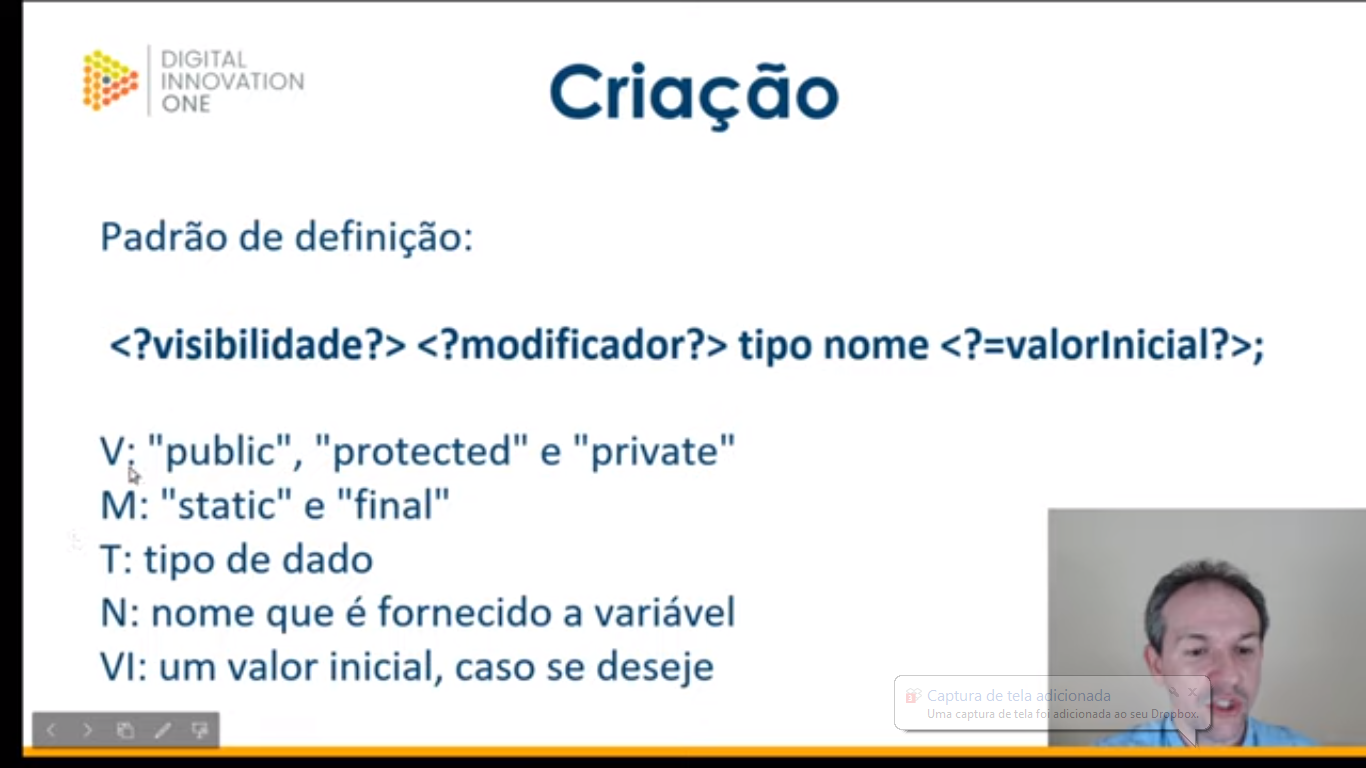 DIGITAL
INNOVATION
ONE
Criação
Padrão de definição:
<?visibilidade?> <?modificador?> tipo nome <?=valorInicial?>;
V: "public", "protected" e "private"
M: "static" e "final"
T: tipo de dado
N: nome que é fornecido a variável
VI: um valor inicial, caso se deseje
Captura de tela adicionada
Uma captura de tela foi adicionada ao seu Dropbox.